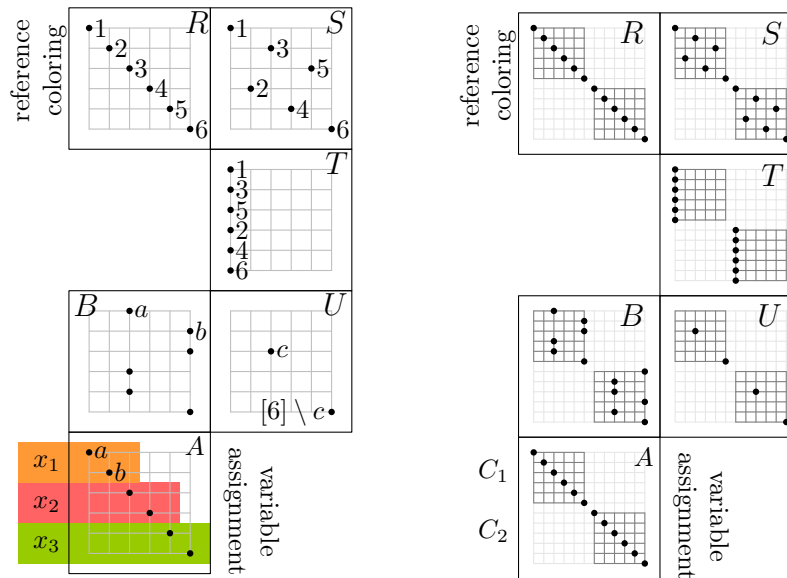 reference
coloring
R
1
2
3
4
5
6
S
1
3
5
2
4
6
T
1
3
5
2
4
6
B
a
b
U
c
[6] \ c
x₁
x₂
x₃
A
a
b
variable
assignment
reference
coloring
R
S
T
B
U
C₁
C₂
A
variable
assignment